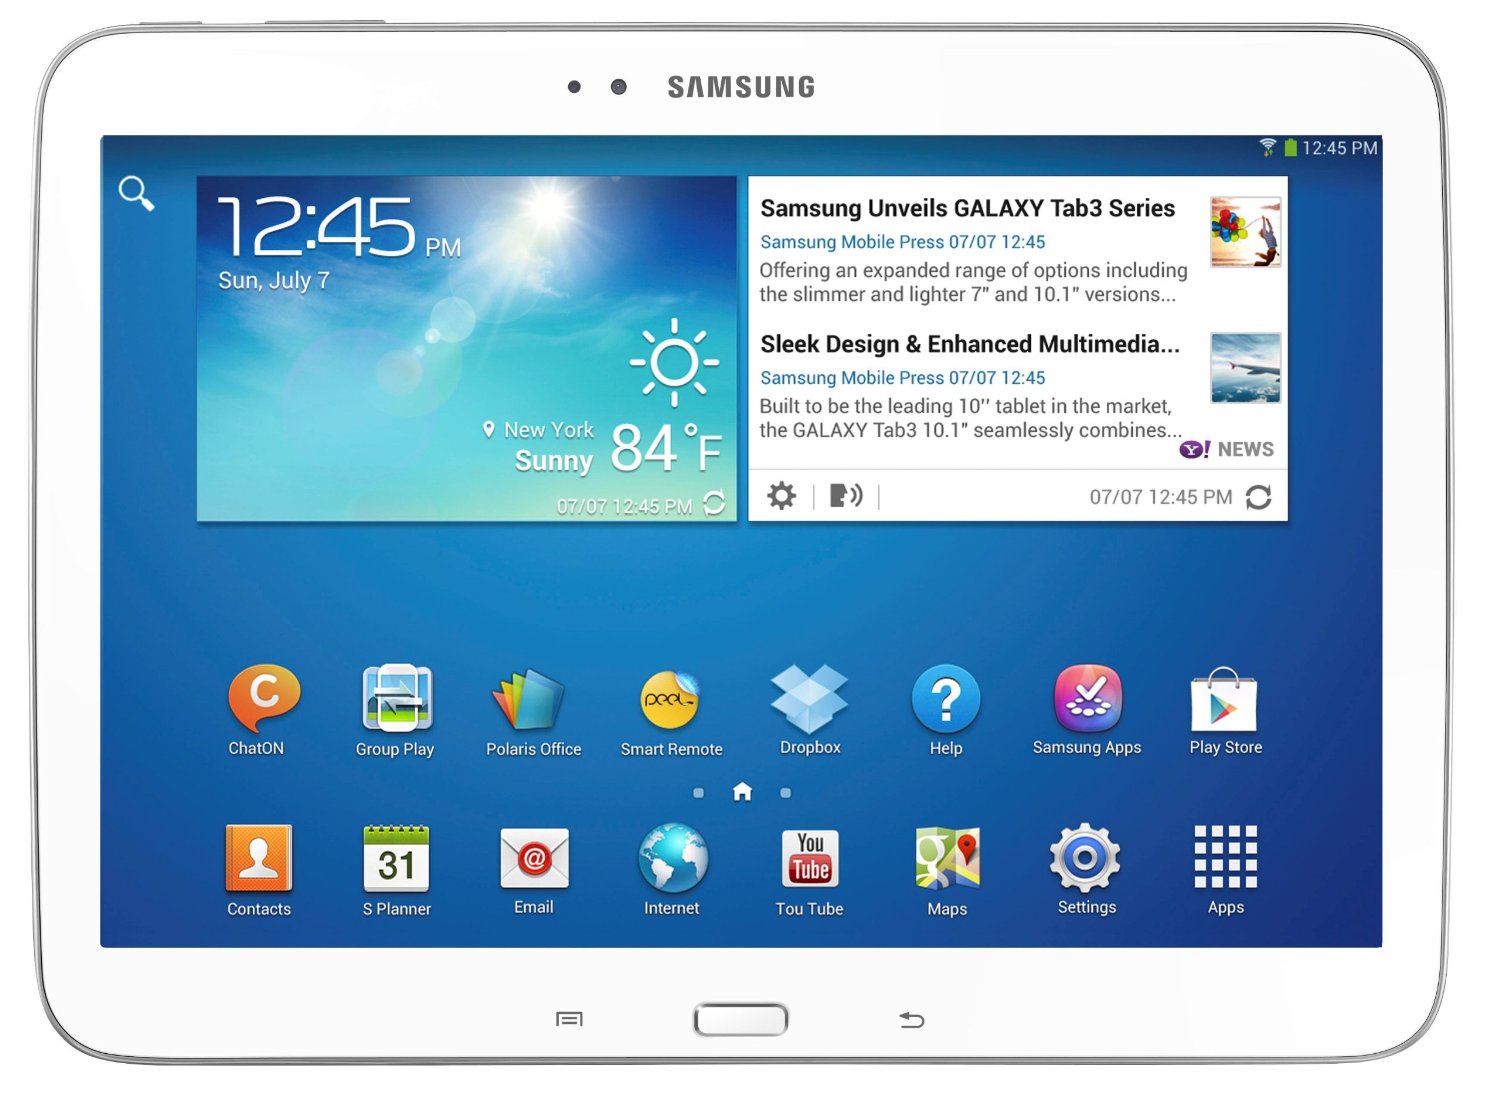 SAMSUNG
12:45 PM
12:45 PM
Sun, July 7
New York
Sunny
84°F
07/07 12:45 PM
Samsung Unveils GALAXY Tab3 Series
Samsung Mobile Press 07/07 12:45
Offering an expanded range of options including
the slimmer and lighter 7" and 10.1" versions...
Sleek Design & Enhanced Multimedia...
Samsung Mobile Press 07/07 12:45
Built to be the leading 10'' tablet in the market,
the GALAXY Tab3 10.1" seamlessly combines...
Y! NEWS
07/07 12:45 PM
C
peel
?
ChatON
Group Play
Polaris Office
Smart Remote
Dropbox
Help
Samsung Apps
Play Store
31
@
You
Tube
g
Contacts
S Planner
Email
Internet
Tou Tube
Maps
Settings
Apps